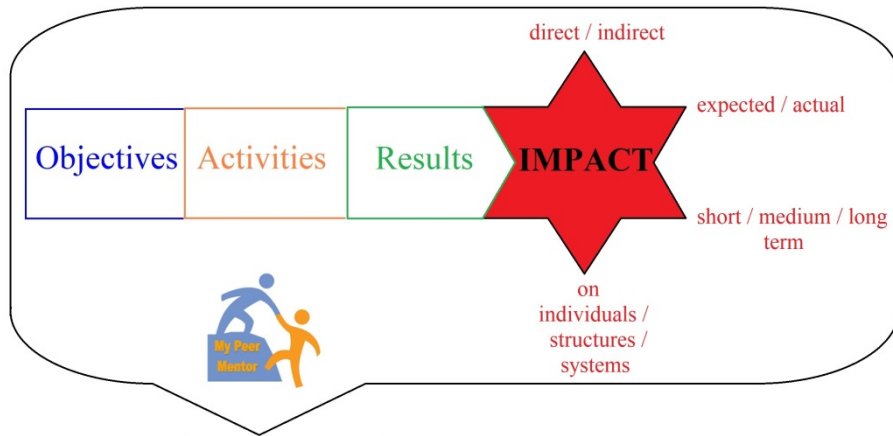 direct / indirect
expected / actual
Objectives
Activities
Results
IMPACT
short / medium / long
term
on
individuals /
structures /
systems
My Peer
Mentor